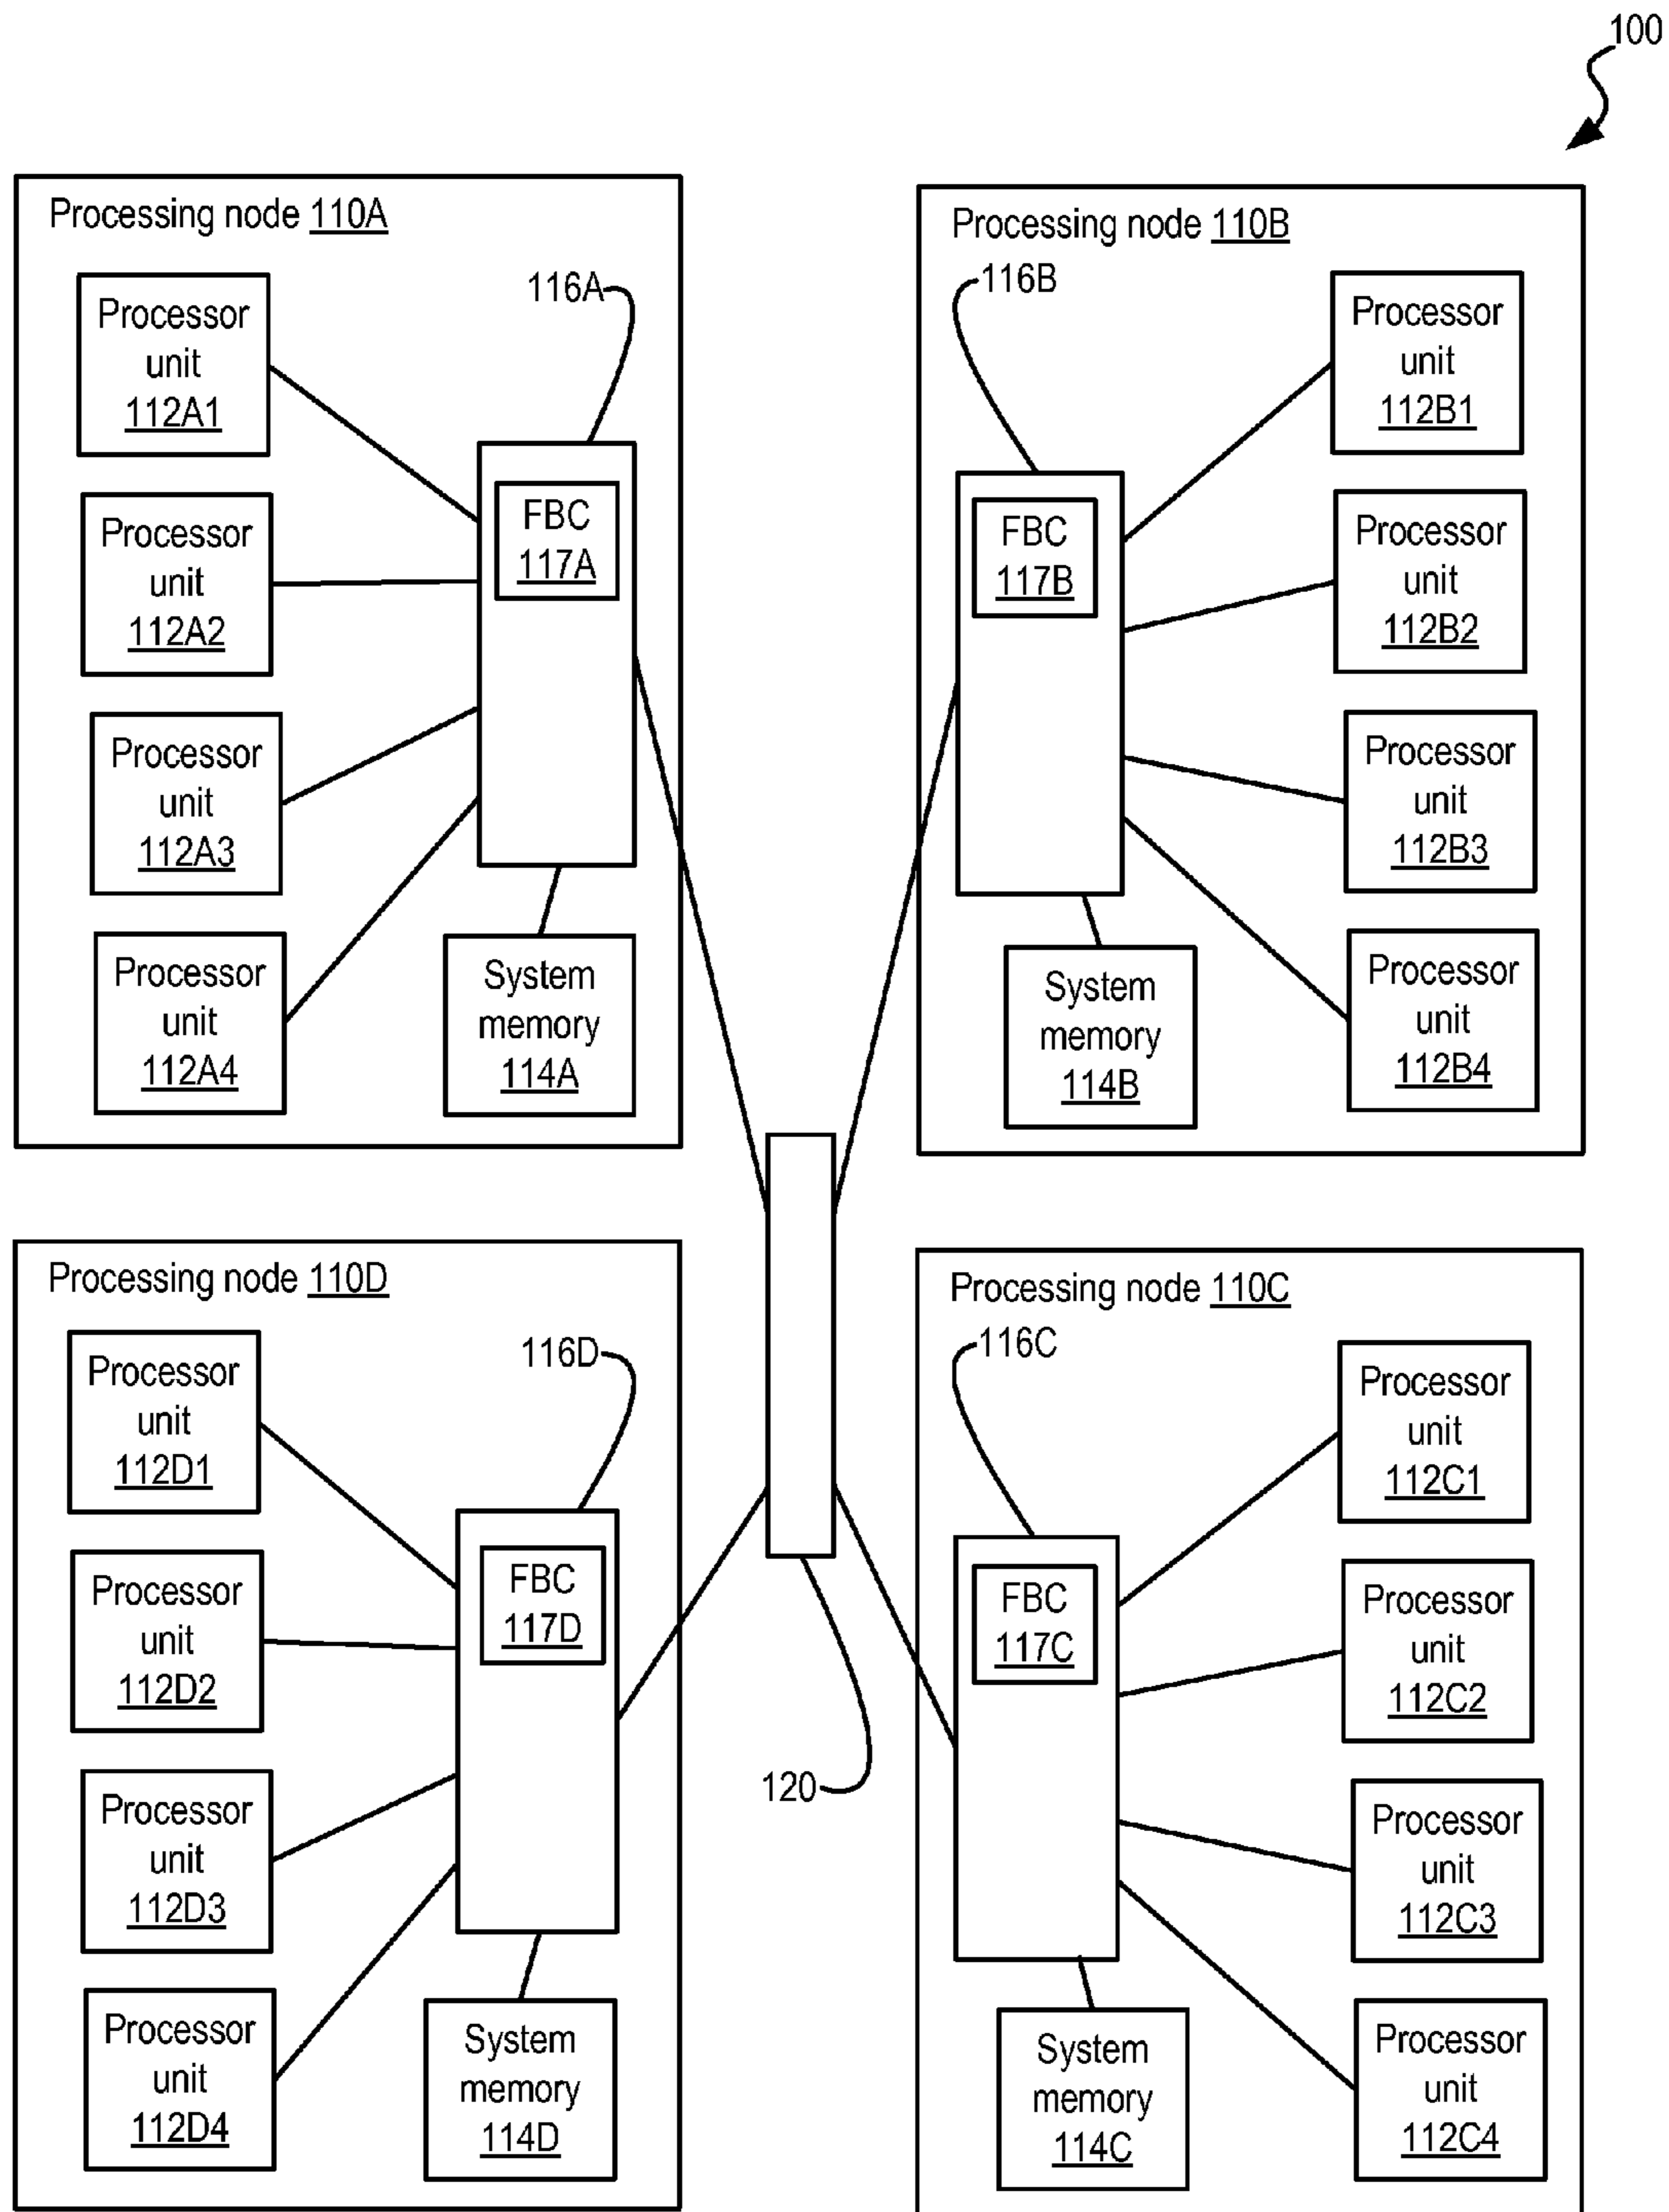 100
Processing node 110A
116A
Processor
unit
112A1
FBC
117A
Processor
unit
112A2
Processor
unit
112A3
Processor
unit
112A4
System
memory
114A
Processing node 110B
116B
Processor
unit
112B1
FBC
117B
Processor
unit
112B2
Processor
unit
112B3
Processor
unit
112B4
System
memory
114B
Processing node 110D
116D
Processor
unit
112D1
FBC
117D
Processor
unit
112D2
Processor
unit
112D3
Processor
unit
112D4
System
memory
114D
120
Processing node 110C
116C
Processor
unit
112C1
FBC
117C
Processor
unit
112C2
Processor
unit
112C3
Processor
unit
112C4
System
memory
114C